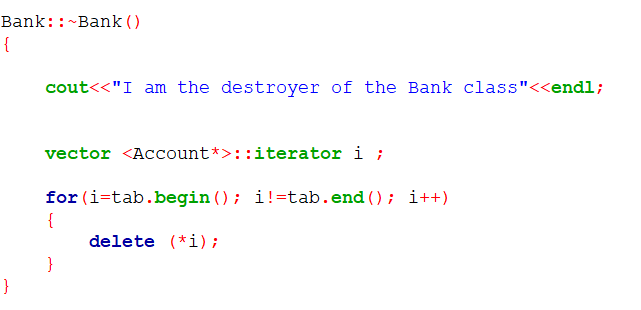 Bank::~Bank()
{
cout<<"I am the destroyer of the Bank class"<<endl;
vector <Account*>::iterator i ;
for(i=tab.begin(); i!=tab.end(); i++)
{
delete (*i);
}
}